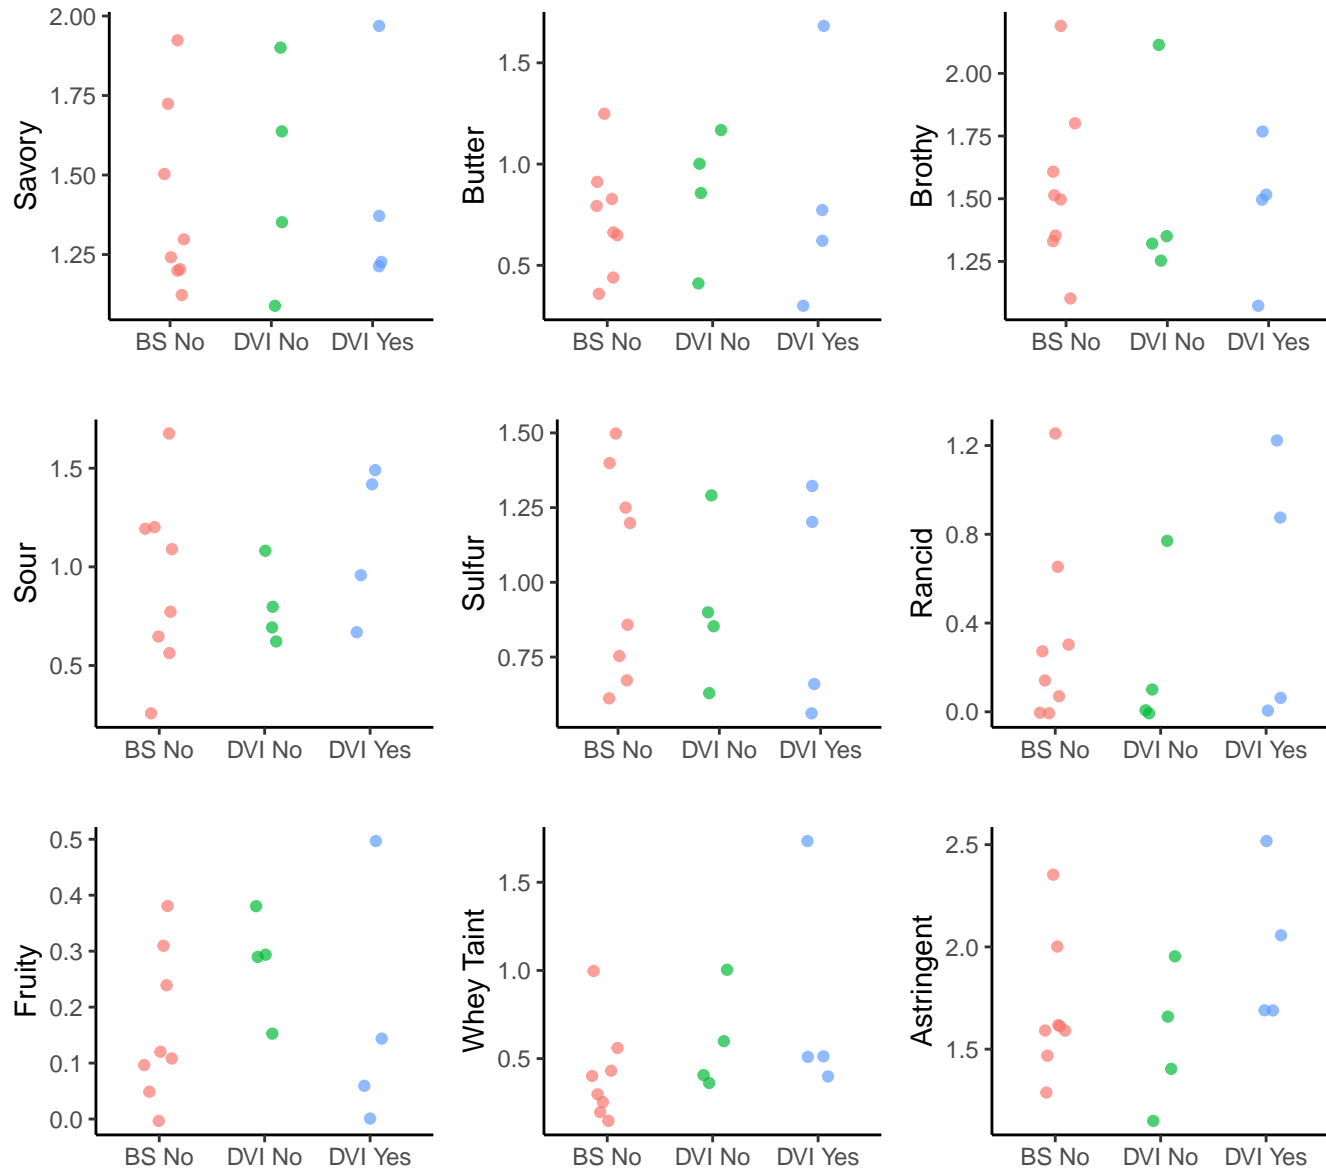 Savory
2.00
1.75
1.50
1.25
BS No DVI No DVI Yes
Butter
1.5
1.0
0.5
BS No DVI No DVI Yes
Brothy
2.00
1.75
1.50
1.25
BS No DVI No DVI Yes
Sour
1.5
1.0
0.5
BS No DVI No DVI Yes
Sulfur
1.50
1.25
1.00
0.75
BS No DVI No DVI Yes
Rancid
1.2
0.8
0.4
0.0
BS No DVI No DVI Yes
Fruity
0.5
0.4
0.3
0.2
0.1
0.0
BS No DVI No DVI Yes
Whey Taint
1.5
1.0
0.5
BS No DVI No DVI Yes
Astringent
2.5
2.0
1.5
BS No DVI No DVI Yes